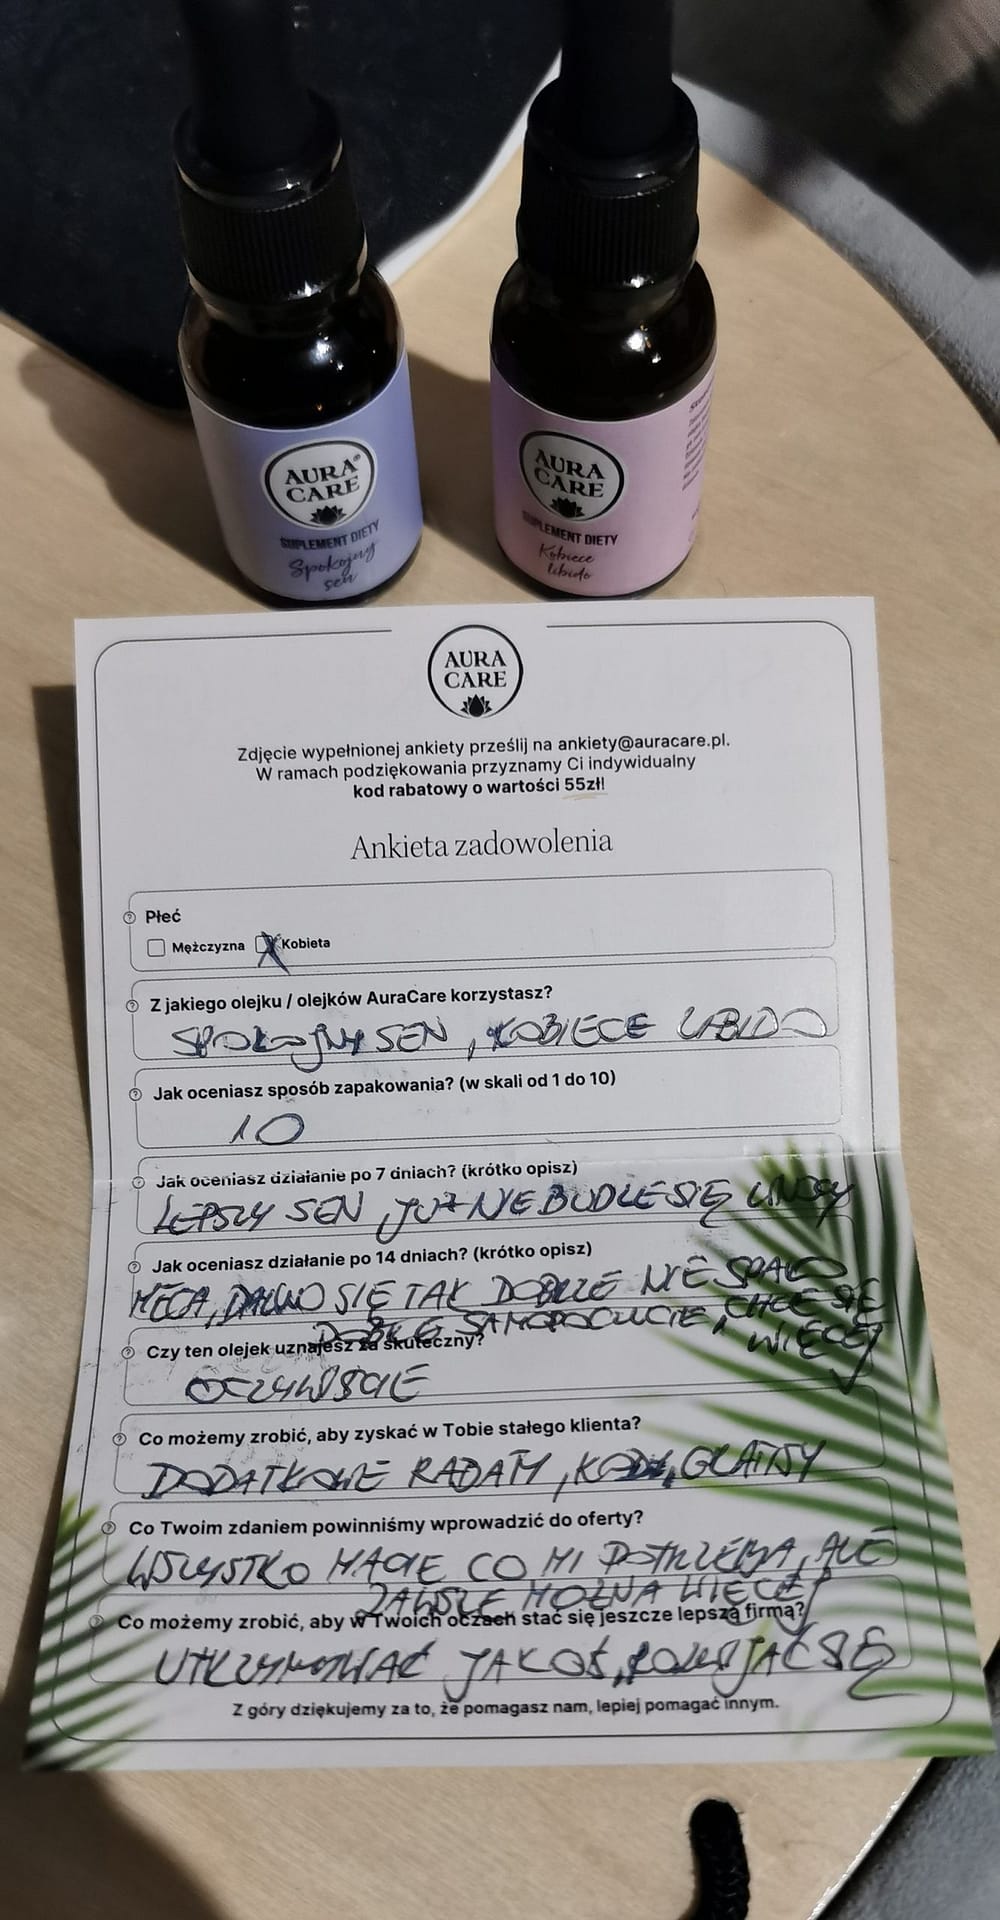 AURA®
CARE
SUPLEMENT DIETY
Spokojny
sen
AURA
CARE
SUPLEMENT DIETY
Kobiece
libido
AURA
CARE
Zdjęcie wypełnionej ankiety prześlij na ankiety@auracare.pl.
W ramach podziękowania przyznamy Ci indywidualny
kod rabatowy o wartości 55zł!
Ankieta zadowolenia
Płeć
Mężczyzna X Kobieta
Z jakiego olejku / olejków AuraCare korzystasz?
SPOKOJNY SEN, KOBIECE LIBIDO
Jak oceniasz sposób zapakowania? (w skali od 1 do 10)
10
Jak oceniasz działanie po 7 dniach? (krótko opisz)
LEPSZY SEN, JUŻ NIE BUDZE SIĘ
Jak oceniasz działanie po 14 dniach? (krótko opisz)
MEGA, DAWNO SIĘ TAK DOBRZE NIE SPAŁO
DOBRE SAMOPOCZUCIE, CHCE SIĘ
WIĘCEJ
Czy ten olejek uznajesz za skuteczny?
OCZYWIŚCIE
Co możemy zrobić, aby zyskać w Tobie stałego klienta?
DODATKOWE RABATY, KODY, GRATISY
Co Twoim zdaniem powinniśmy wprowadzić do oferty?
WSZYSTKO MACIE CO MI POTRZEBA, ALE
ZAWSZE MOŻNA WIĘCEJ
Co możemy zrobić, aby w Twoich oczach stać się jeszcze lepszą firmą?
UTRZYMOWAĆ JAKOŚ, ROZWIJAĆ SIĘ
Z góry dziękujemy za to, że pomagasz nam, lepiej pomagać innym.